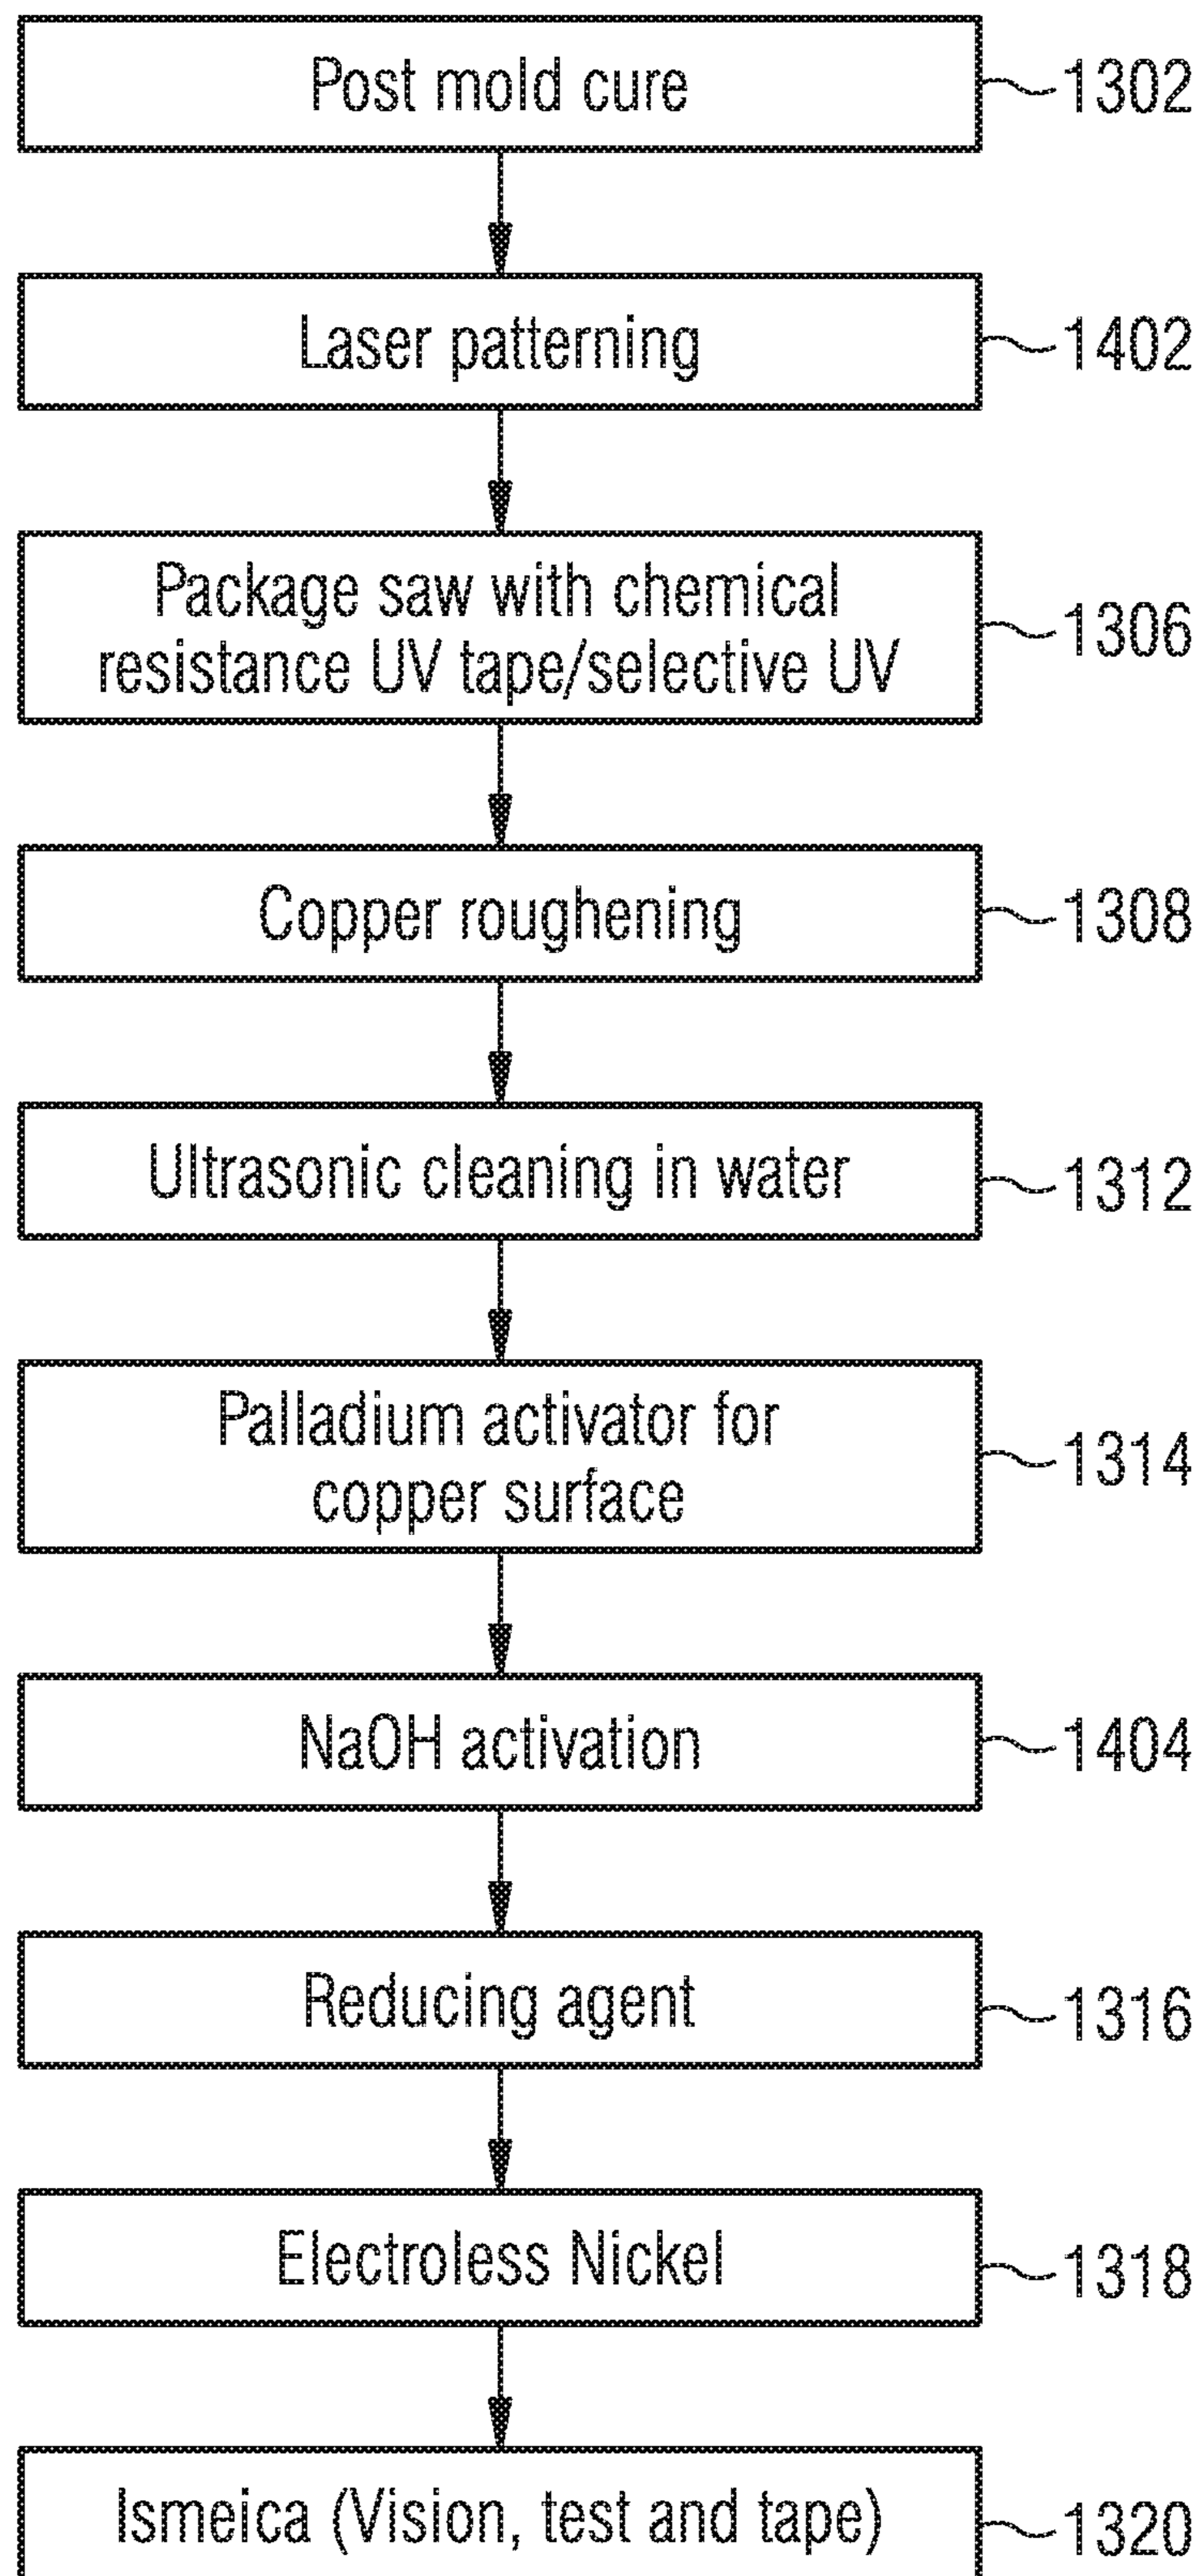 Post mold cure
1302
Laser patterning
1402
Package saw with chemical
resistance UV tape/selective UV
1306
Copper roughening
1308
Ultrasonic cleaning in water
1312
Palladium activator for
copper surface
1314
NaOH activation
1404
Reducing agent
1316
Electroless Nickel
1318
Ismeica (Vision, test and tape)
1320